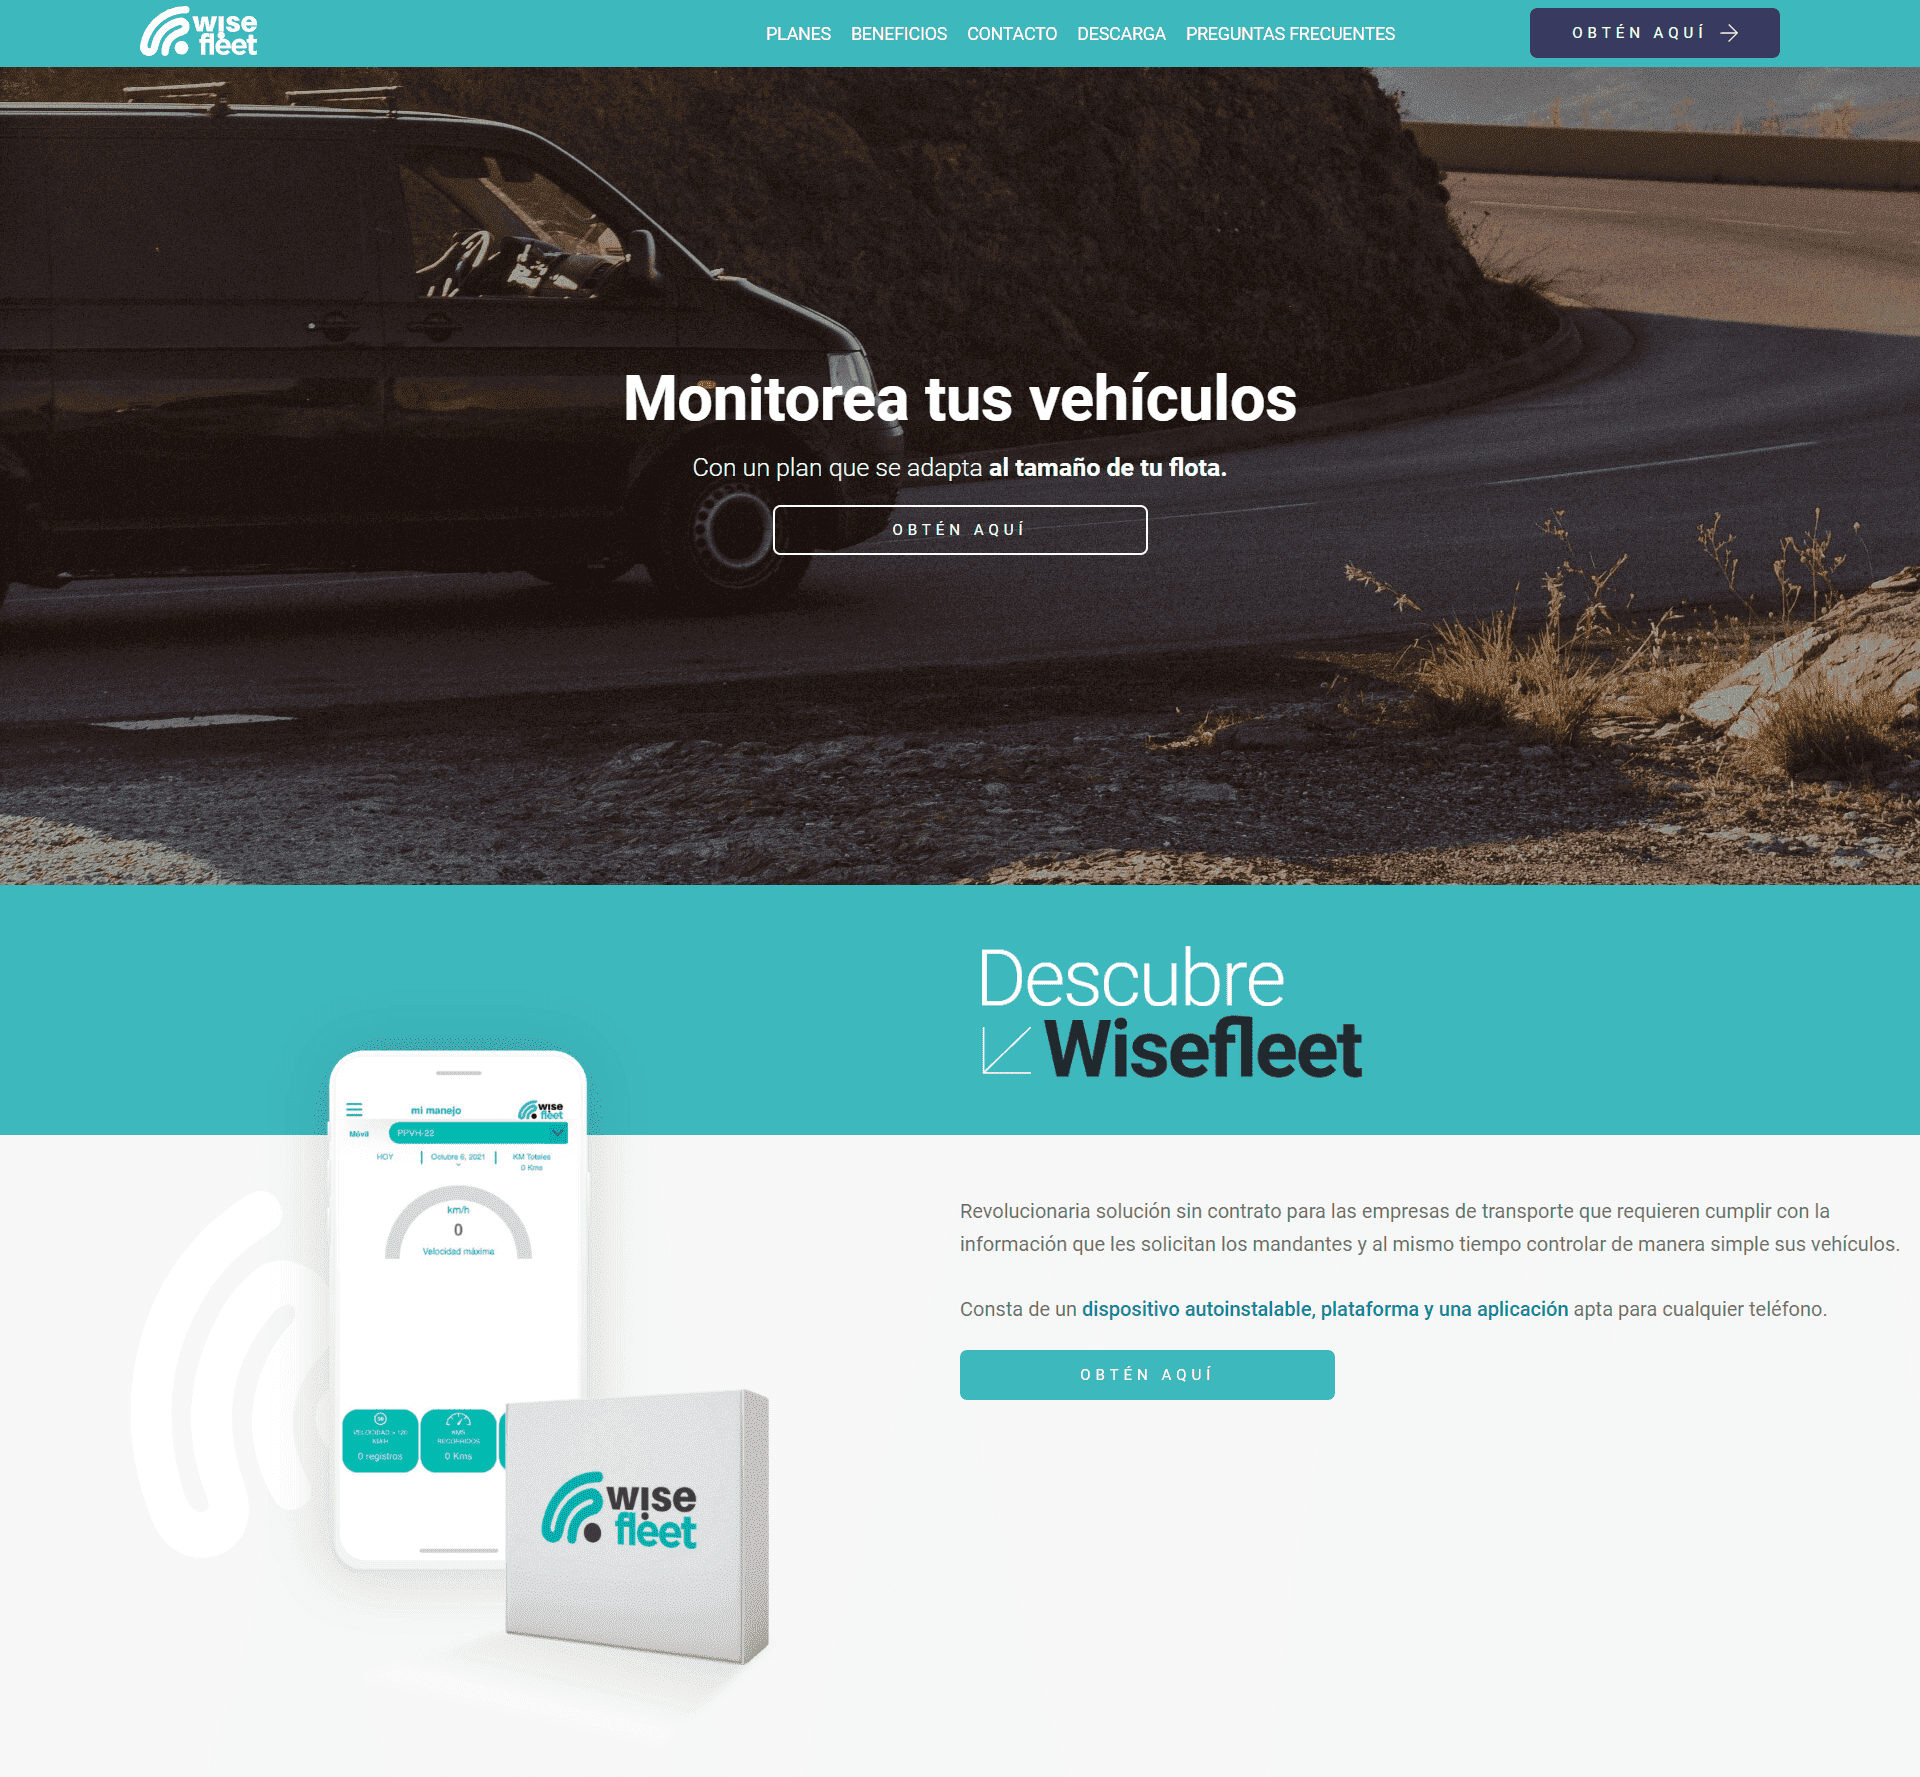 wise
fleet
PLANES BENEFICIOS CONTACTO DESCARGA PREGUNTAS FRECUENTES
OBTÉN AQUÍ
Monitorea tus vehículos
Con un plan que se adapta al tamaño de tu flota.
OBTÉN AQUÍ
Descubre
Wisefleet
mi manejo
wise
fleet
Móvil
PPVH-22
HOY
Octubre 6, 2021
KM Toteles
0 Kms
km/h
0
Velocidad máxima
VELOCIDAD > 120
KM/H
0 registros
KMS
RECORRIDOS
0 Kms
wise
fleet
Revolucionaria solución sin contrato para las empresas de transporte que requieren cumplir con la
información que les solicitan los mandantes y al mismo tiempo controlar de manera simple sus vehículos.
Consta de un dispositivo autoinstalable, plataforma y una aplicación apta para cualquier teléfono.
OBTÉN AQUÍ